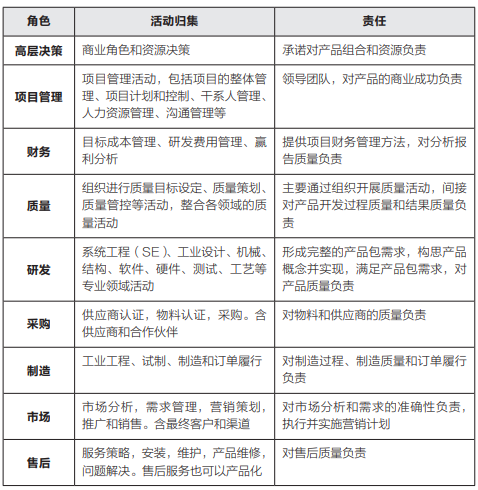 角色 活动归集 责任
高层决策 商业角色和资源决策 承诺对产品组合和资源负责
项目管理 项目管理活动，包括项目的整体管
理、项目计划和控制、干系人管理、
人力资源管理、沟通管理等
领导团队，对产品的商业成功负责
财务 目标成本管理、研发费用管理、赢
利分析
提供项目财务管理方法，对分析报
告质量负责
质量 组织进行质量目标设定、质量策划、
质量管控等活动，整合各领域的质
量活动
主要通过组织开展质量活动，间接
对产品开发过程质量和结果质量负
责
研发 系统工程（SE）、工业设计、机械、
结构、软件、硬件、测试、工艺等
专业领域活动
形成完整的产品包需求，构思产品
概念并实现，满足产品包需求，对
产品质量负责
采购 供应商认证，物料认证，采购。含
供应商和合作伙伴
对物料和供应商的质量负责
制造 工业工程、试制、制造和订单履行
对制造过程、制造质量和订单履行
负责
市场 市场分析，需求管理，营销策划，
推广和销售。含最终客户和渠道
对市场分析和需求的准确性负责，
执行并实施营销计划
售后 服务策略，安装，维护，产品维修，
问题解决。售后服务也可以产品化
对售后质量负责